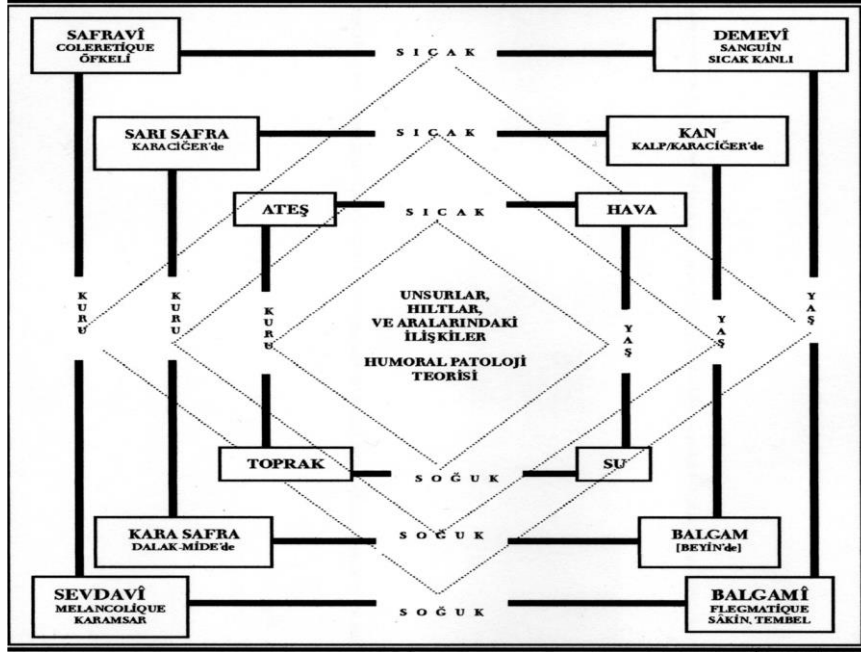 SAFRAVÎ
COLERETİQUE
ÖFKELİ
SICAK
DEMEVÎ
SANGUİN
SICAK KANLI
SARI SAFRA
KARACİĞER'de
SICAK
KAN
KALP/KARACİĞER'de
ATEŞ
SICAK
HAVA
KURU
KURU
KURU
UNSURLAR,
HILTLAR,
VE ARALARINDAKİ
İLİŞKİLER
HUMORAL PATOLOJİ
TEORİSİ
YAŞ
YAŞ
YAŞ
TOPRAK
SOĞUK
SU
KARA SAFRA
DALAK-MİDE'de
SOĞUK
BALGAM
[BEYİN'de]
SEVDAVÎ
MELANCOLİQUE
KARAMSAR
SOĞUK
BALGAMÎ
FLEGMATİQUE
SÂKİN, TEMBEL